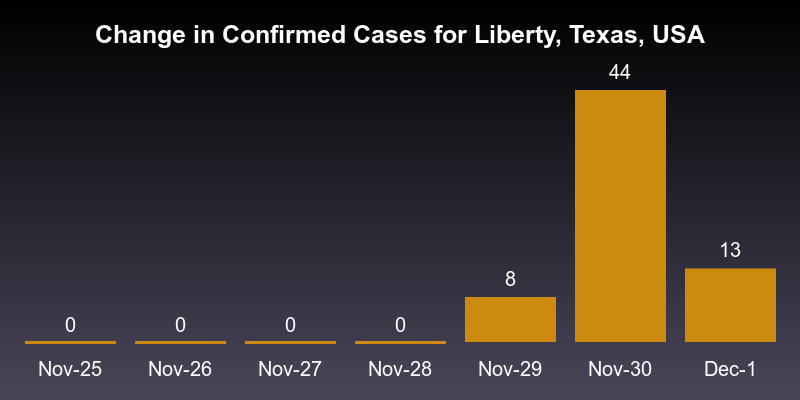 Change in Confirmed Cases for Liberty, Texas, USA
44
13
8
0 0 0 0
Nov-25 Nov-26 Nov-27 Nov-28 Nov-29 Nov-30 Dec-1